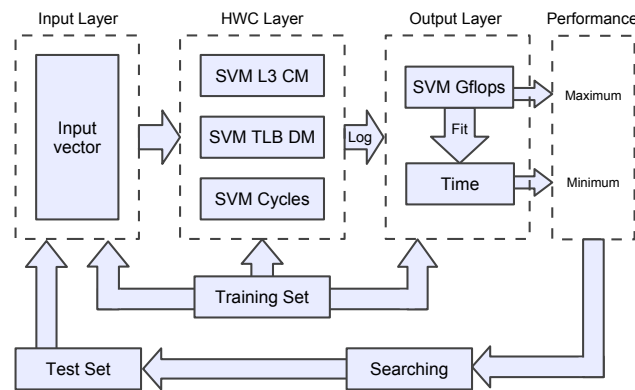 Input Layer
HWC Layer
Output Layer
Performance
Input
vector
SVM L3 CM
SVM TLB DM
SVM Cycles
Log
SVM Gflops
Fit
Time
Maximum
Minimum
Training Set
Test Set
Searching